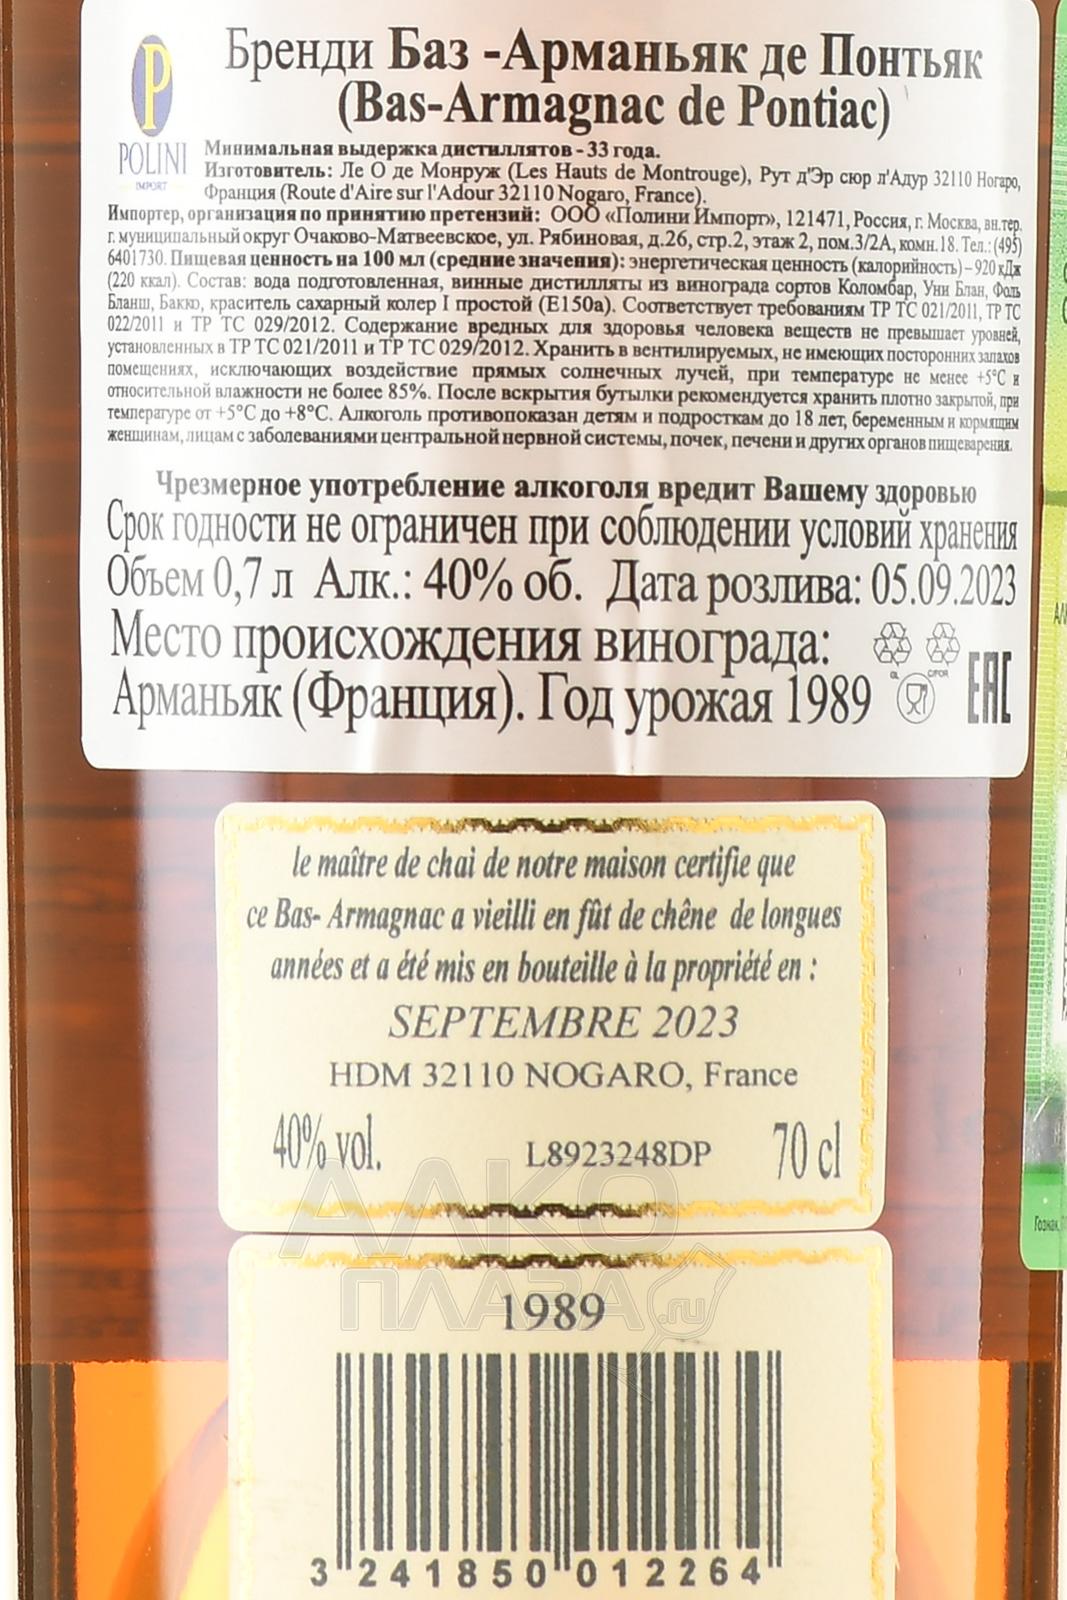 P
POLINI
IMPORT
Бренди Баз -Арманьяк де Понтьяк
(Bas-Armagnac de Pontiac)
Минимальная выдержка дистиллятов - 33 года.
Изготовитель: Ле О де Монруж (Les Hauts de Montrouge), Рут д'Эр сюр л'Адур 32110 Ногаро,
Франция (Route d'Aire sur l'Adour 32110 Nogaro, France).
Импортер, организация по принятию претензий: ООО «Полини Импорт», 121471, Россия, г. Москва, вн.тер.
г. муниципальный округ Очаково-Матвеевское, ул. Рябиновая, д.26, стр.2, этаж 2, пом.3/2А, комн.18. Тел.: (495)
6401730. Пищевая ценность на 100 мл (средние значения): энергетическая ценность (калорийность) – 920 кДж
(220 ккал). Состав: вода подготовленная, винные дистилляты из винограда сортов Коломбар, Уни Блан, Фоль
Бланш, Бакко, краситель сахарный колер I простой (Е150а). Соответствует требованиям ТР ТС 021/2011, ТР ТС
022/2011 и ТР ТС 029/2012. Содержание вредных для здоровья человека веществ не превышает уровней,
установленных в ТР ТС 021/2011 и ТР ТС 029/2012. Хранить в вентилируемых, не имеющих посторонних запахов
помещениях, исключающих воздействие прямых солнечных лучей, при температуре не менее +5°С и
относительной влажности не более 85%. После вскрытия бутылки рекомендуется хранить плотно закрытой, при
температуре от +5°С до +8°С. Алкоголь противопоказан детям и подросткам до 18 лет, беременным и кормящим
женщинам, лицам с заболеваниями центральной нервной системы, почек, печени и других органов пищеварения.
Чрезмерное употребление алкоголя вредит Вашему здоровью
Срок годности не ограничен при соблюдении условий хранения
Объем 0,7 л Алк.: 40% об. Дата розлива: 05.09.2023
Место происхождения винограда:
Арманьяк (Франция). Год урожая 1989
GL C/FOR
EAC
le maître de chai de notre maison certifie que
ce Bas- Armagnac a vieilli en fût de chêne de longues
années et a été mis en bouteille à la propriété en :
SEPTEMBRE 2023
HDM 32110 NOGARO, France
40% vol. L8923248DP 70 cl
АЛКО
ПЛАЗА.ru
1989
3 241850 012264
Гознак